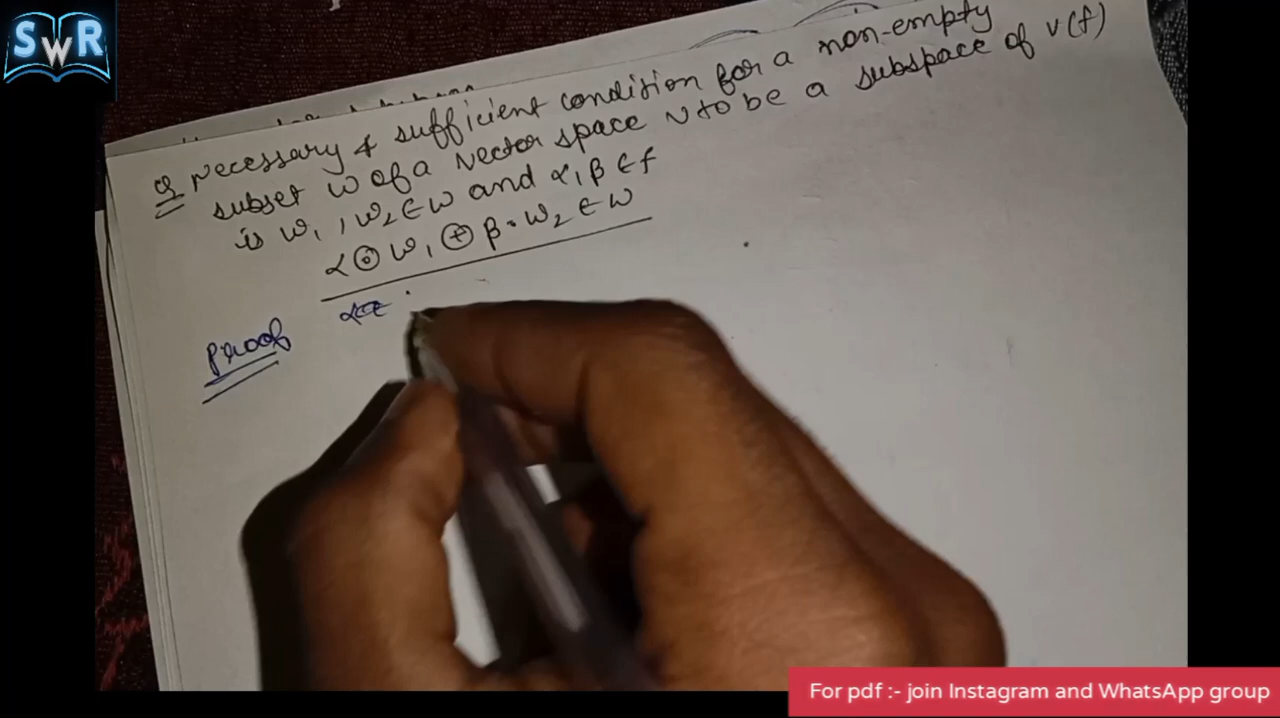 SWR
Q Necessary & sufficient condition for a non-empty
subset W of a vector space V to be a subspace of V(f)
is w₁, w₂ ∈ W and α, β ∈ f
α ⊙ w₁ ⊕ β · w₂ ∈ W
Proof
For pdf :- join Instagram and WhatsApp group